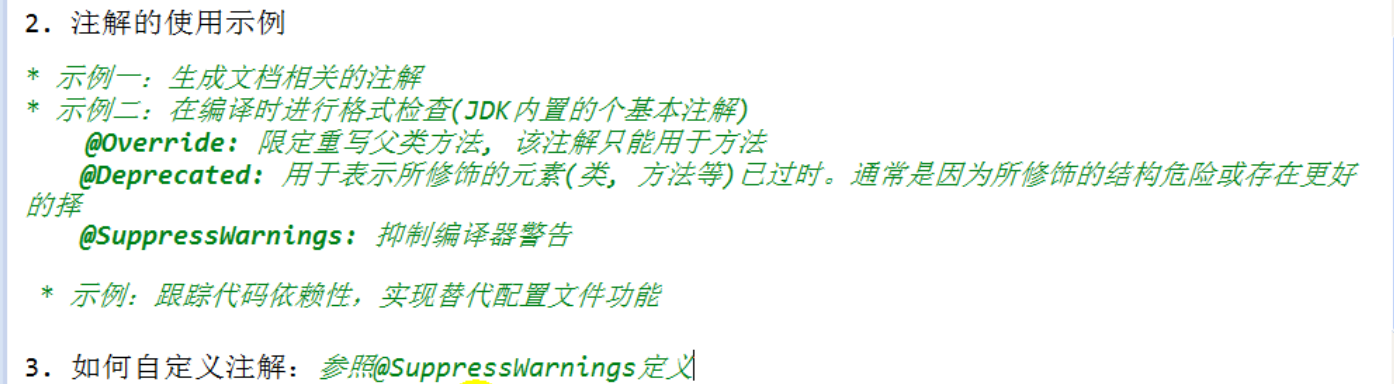 2. 注解的使用示例
* 示例一：生成文档相关的注解
* 示例二：在编译时进行格式检查(JDK内置的个基本注解)
@Override: 限定重写父类方法, 该注解只能用于方法
@Deprecated: 用于表示所修饰的元素(类, 方法等)已过时。通常是因为所修饰的结构危险或存在更好
的择
@SuppressWarnings: 抑制编译器警告
* 示例：跟踪代码依赖性，实现替代配置文件功能
3. 如何自定义注解：参照@SuppressWarnings定义